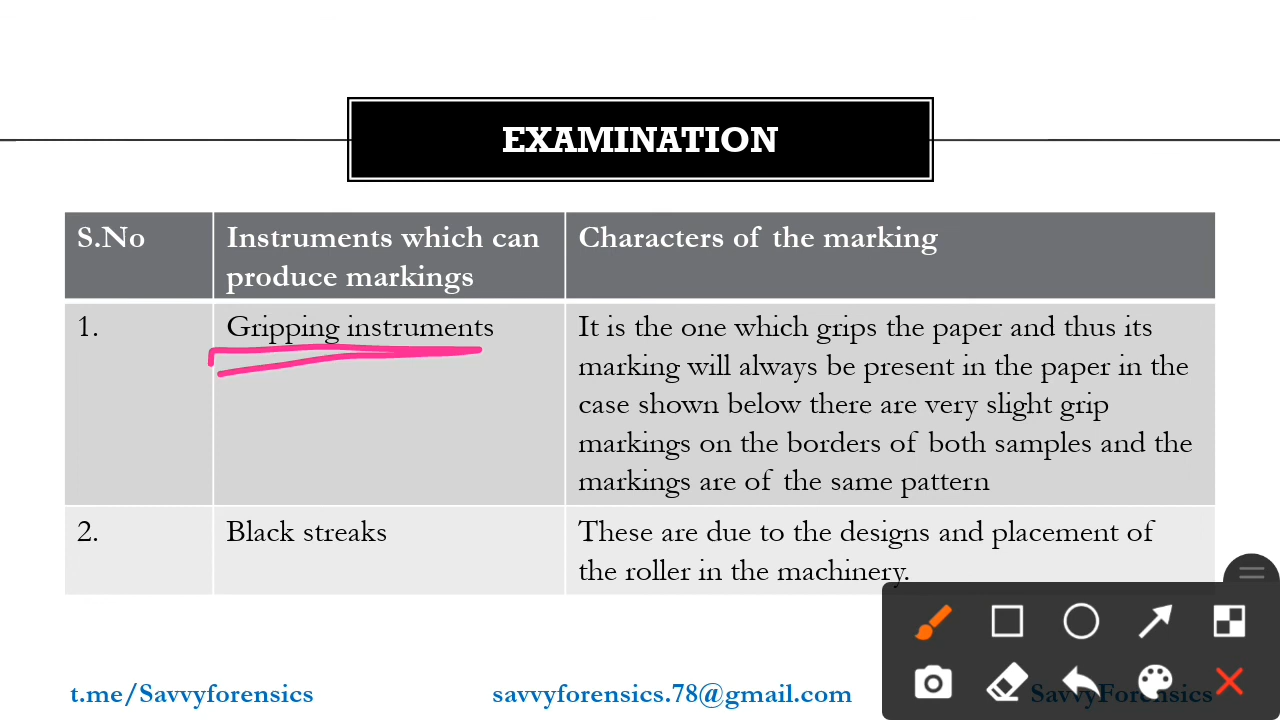 EXAMINATION
S.No
Instruments which can
produce markings
Characters of the marking
1.
Gripping instruments
It is the one which grips the paper and thus its
marking will always be present in the paper in the
case shown below there are very slight grip
markings on the borders of both samples and the
markings are of the same pattern
2.
Black streaks
These are due to the designs and placement of
the roller in the machinery.
t.me/Savvyforensics
savvyforensics.78@gmail.com
SavvyForensics